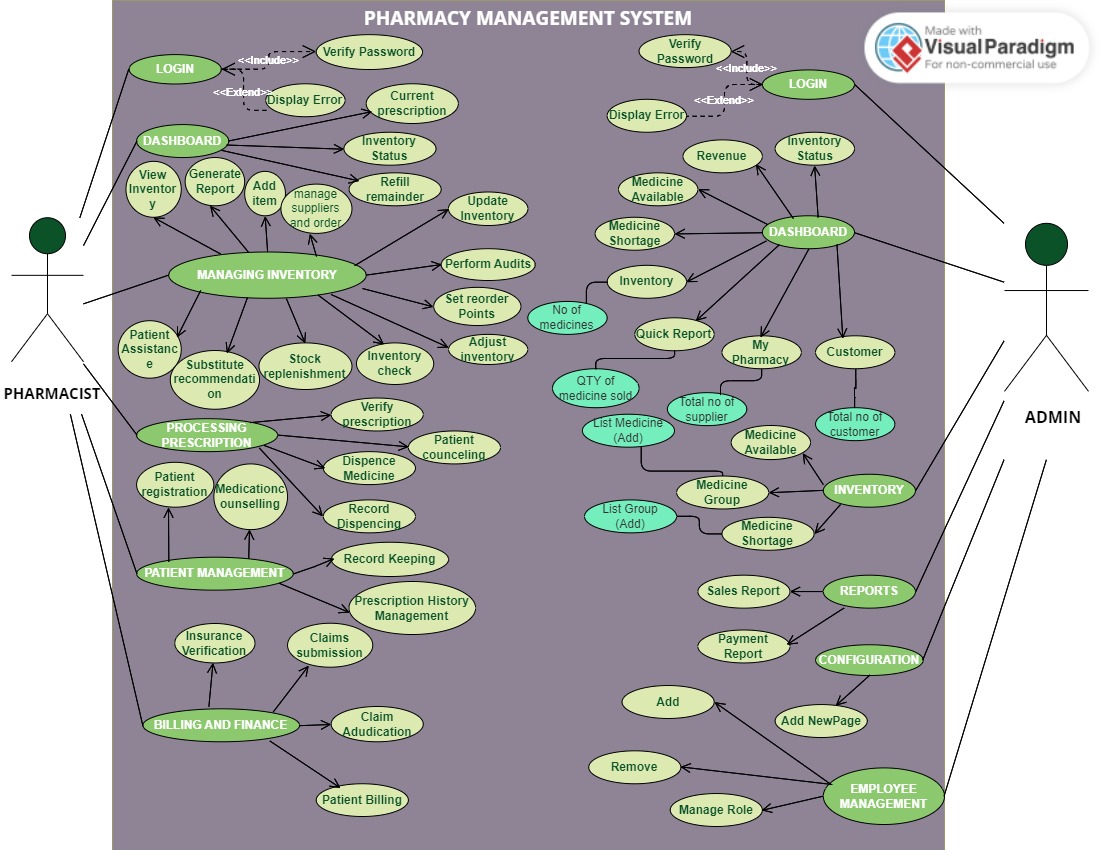 PHARMACY MANAGEMENT SYSTEM
Made with
Visual Paradigm
For non-commercial use
PHARMACIST
LOGIN
<<Include>>
Verify Password
<<Extend>>
Display Error
DASHBOARD
Current
prescription
Inventory
Status
Refill
remainder
View
Inventor
y
Generate
Report
Add
item
manage
suppliers
and order
Update
Inventory
MANAGING INVENTORY
Perform Audits
Set reorder
Points
Adjust
inventory
Patient
Assistanc
e
Substitute
recommendati
on
Stock
replenishment
Inventory
check
PROCESSING
PRESCRIPTION
Verify
prescription
Patient
counceling
Dispence
Medicine
Record
Dispencing
Patient
registration
Medicationc
ounselling
PATIENT MANAGEMENT
Record Keeping
Prescription History
Management
Insurance
Verification
Claims
submission
BILLING AND FINANCE
Claim
Adudication
Patient Billing
Verify
Password
<<Include>>
LOGIN
<<Extend>>
Display Error
Revenue
Inventory
Status
Medicine
Available
Medicine
Shortage
DASHBOARD
Inventory
No of
medicines
Quick Report
QTY of
medicine sold
My
Pharmacy
Total no of
supplier
Customer
Total no of
customer
List Medicine
(Add)
Medicine
Available
Medicine
Group
INVENTORY
List Group
(Add)
Medicine
Shortage
Sales Report
REPORTS
Payment
Report
CONFIGURATION
Add NewPage
Add
Remove
Manage Role
EMPLOYEE
MANAGEMENT
ADMIN